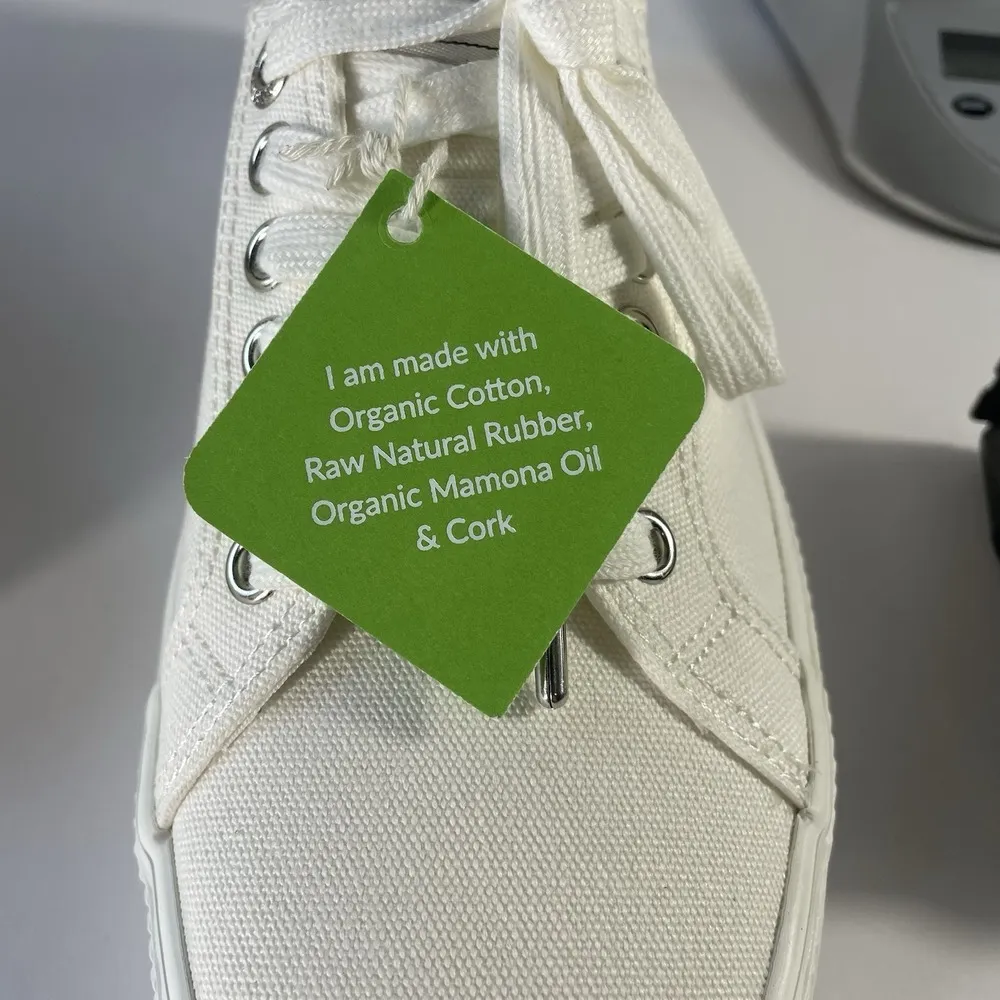 I am made with
Organic Cotton,
Raw Natural Rubber,
Organic Mamona Oil
& Cork